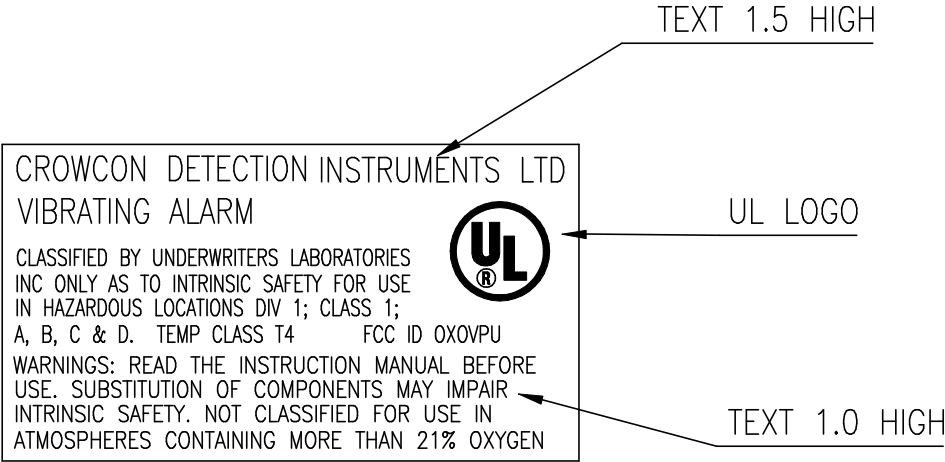 TEXT 1.5 HIGH
CROWCON DETECTION INSTRUMENTS LTD
VIBRATING ALARM
UL
®
UL LOGO
CLASSIFIED BY UNDERWRITERS LABORATORIES
INC ONLY AS TO INTRINSIC SAFETY FOR USE
IN HAZARDOUS LOCATIONS DIV 1; CLASS 1;
A, B, C & D. TEMP CLASS T4 FCC ID OXOVPU
WARNINGS: READ THE INSTRUCTION MANUAL BEFORE
USE. SUBSTITUTION OF COMPONENTS MAY IMPAIR
INTRINSIC SAFETY. NOT CLASSIFIED FOR USE IN
ATMOSPHERES CONTAINING MORE THAN 21% OXYGEN
TEXT 1.0 HIGH